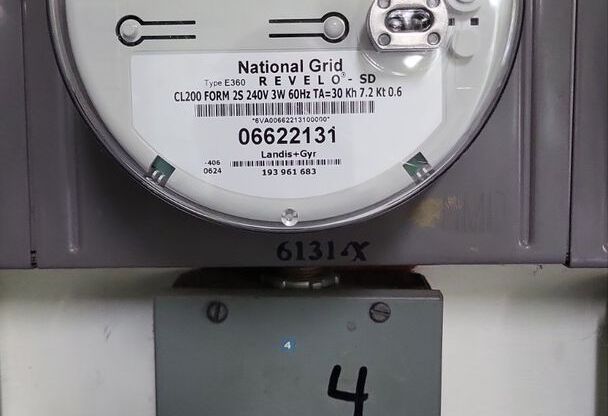 National Grid
Type E360 REVELO® - SD
CL200 FORM 2S 240V 3W 60Hz TA=30 Kh 7.2 Kt 0.6
*6VA00662213100000*
06622131
Landis+Gyr
-406
0624
193 961 683
6131-X
4
4